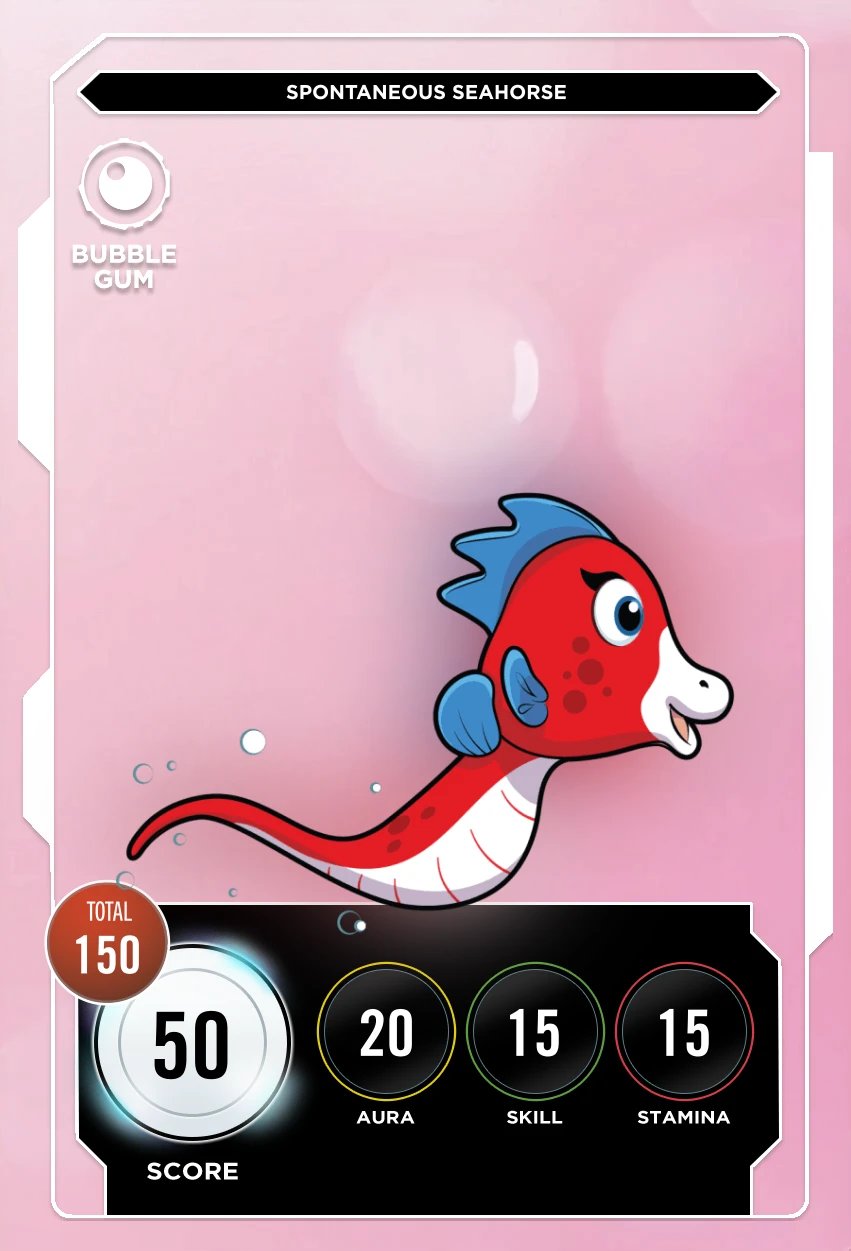 SPONTANEOUS SEAHORSE
BUBBLE
GUM
TOTAL
150
50
20
15
15
AURA
SKILL
STAMINA
SCORE